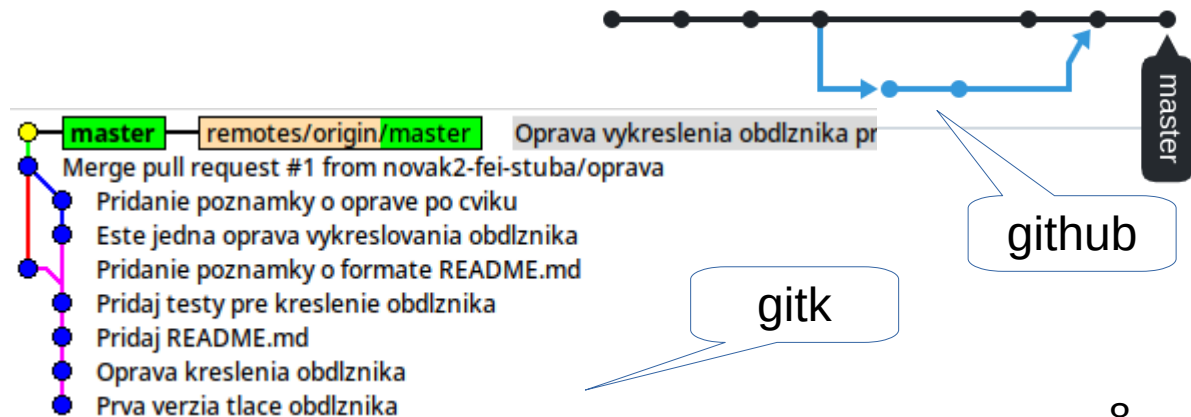 master
master remotes/origin/master Oprava vykreslenia obdlznika pr
Merge pull request #1 from novak2-fei-stuba/oprava
Pridanie poznamky o oprave po cviku
github
Este jedna oprava vykreslovania obdlznika
Pridanie poznamky o formate README.md
Pridaj testy pre kreslenie obdlznika
gitk
Pridaj README.md
Oprava kreslenia obdlznika
Prva verzia tlace obdlznika
8